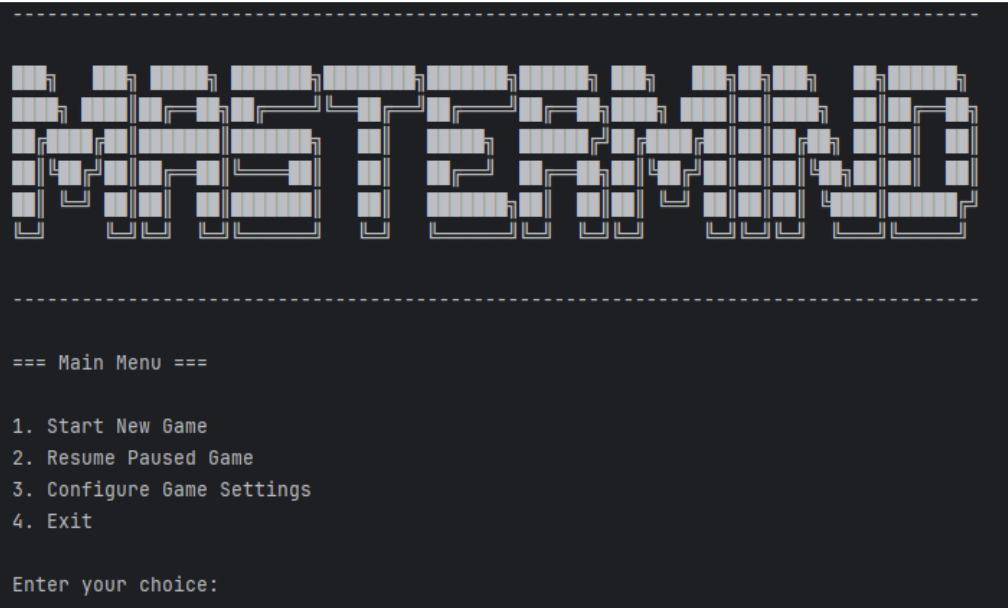 MASTERMIND
=== Main Menu ===
1. Start New Game
2. Resume Paused Game
3. Configure Game Settings
4. Exit
Enter your choice: